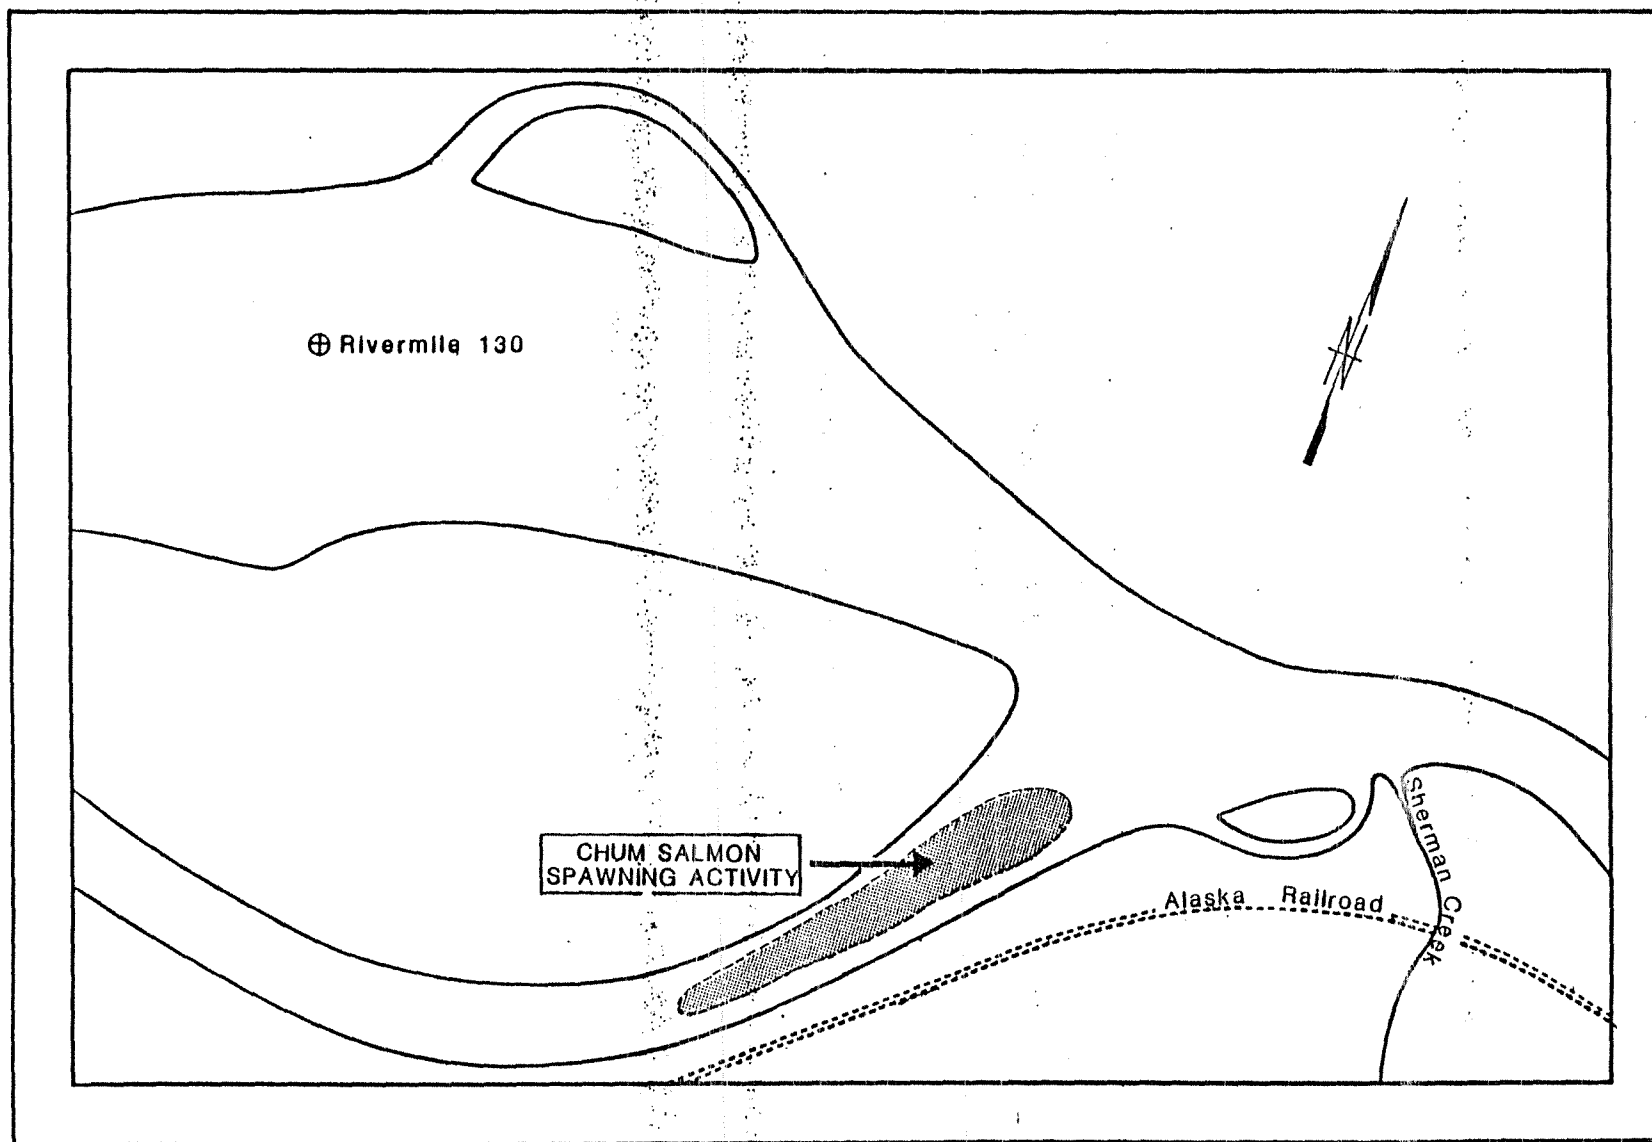 ⊕ Rivermile 130
N
CHUM SALMON
SPAWNING ACTIVITY
Alaska Railroad
Sherman Creek